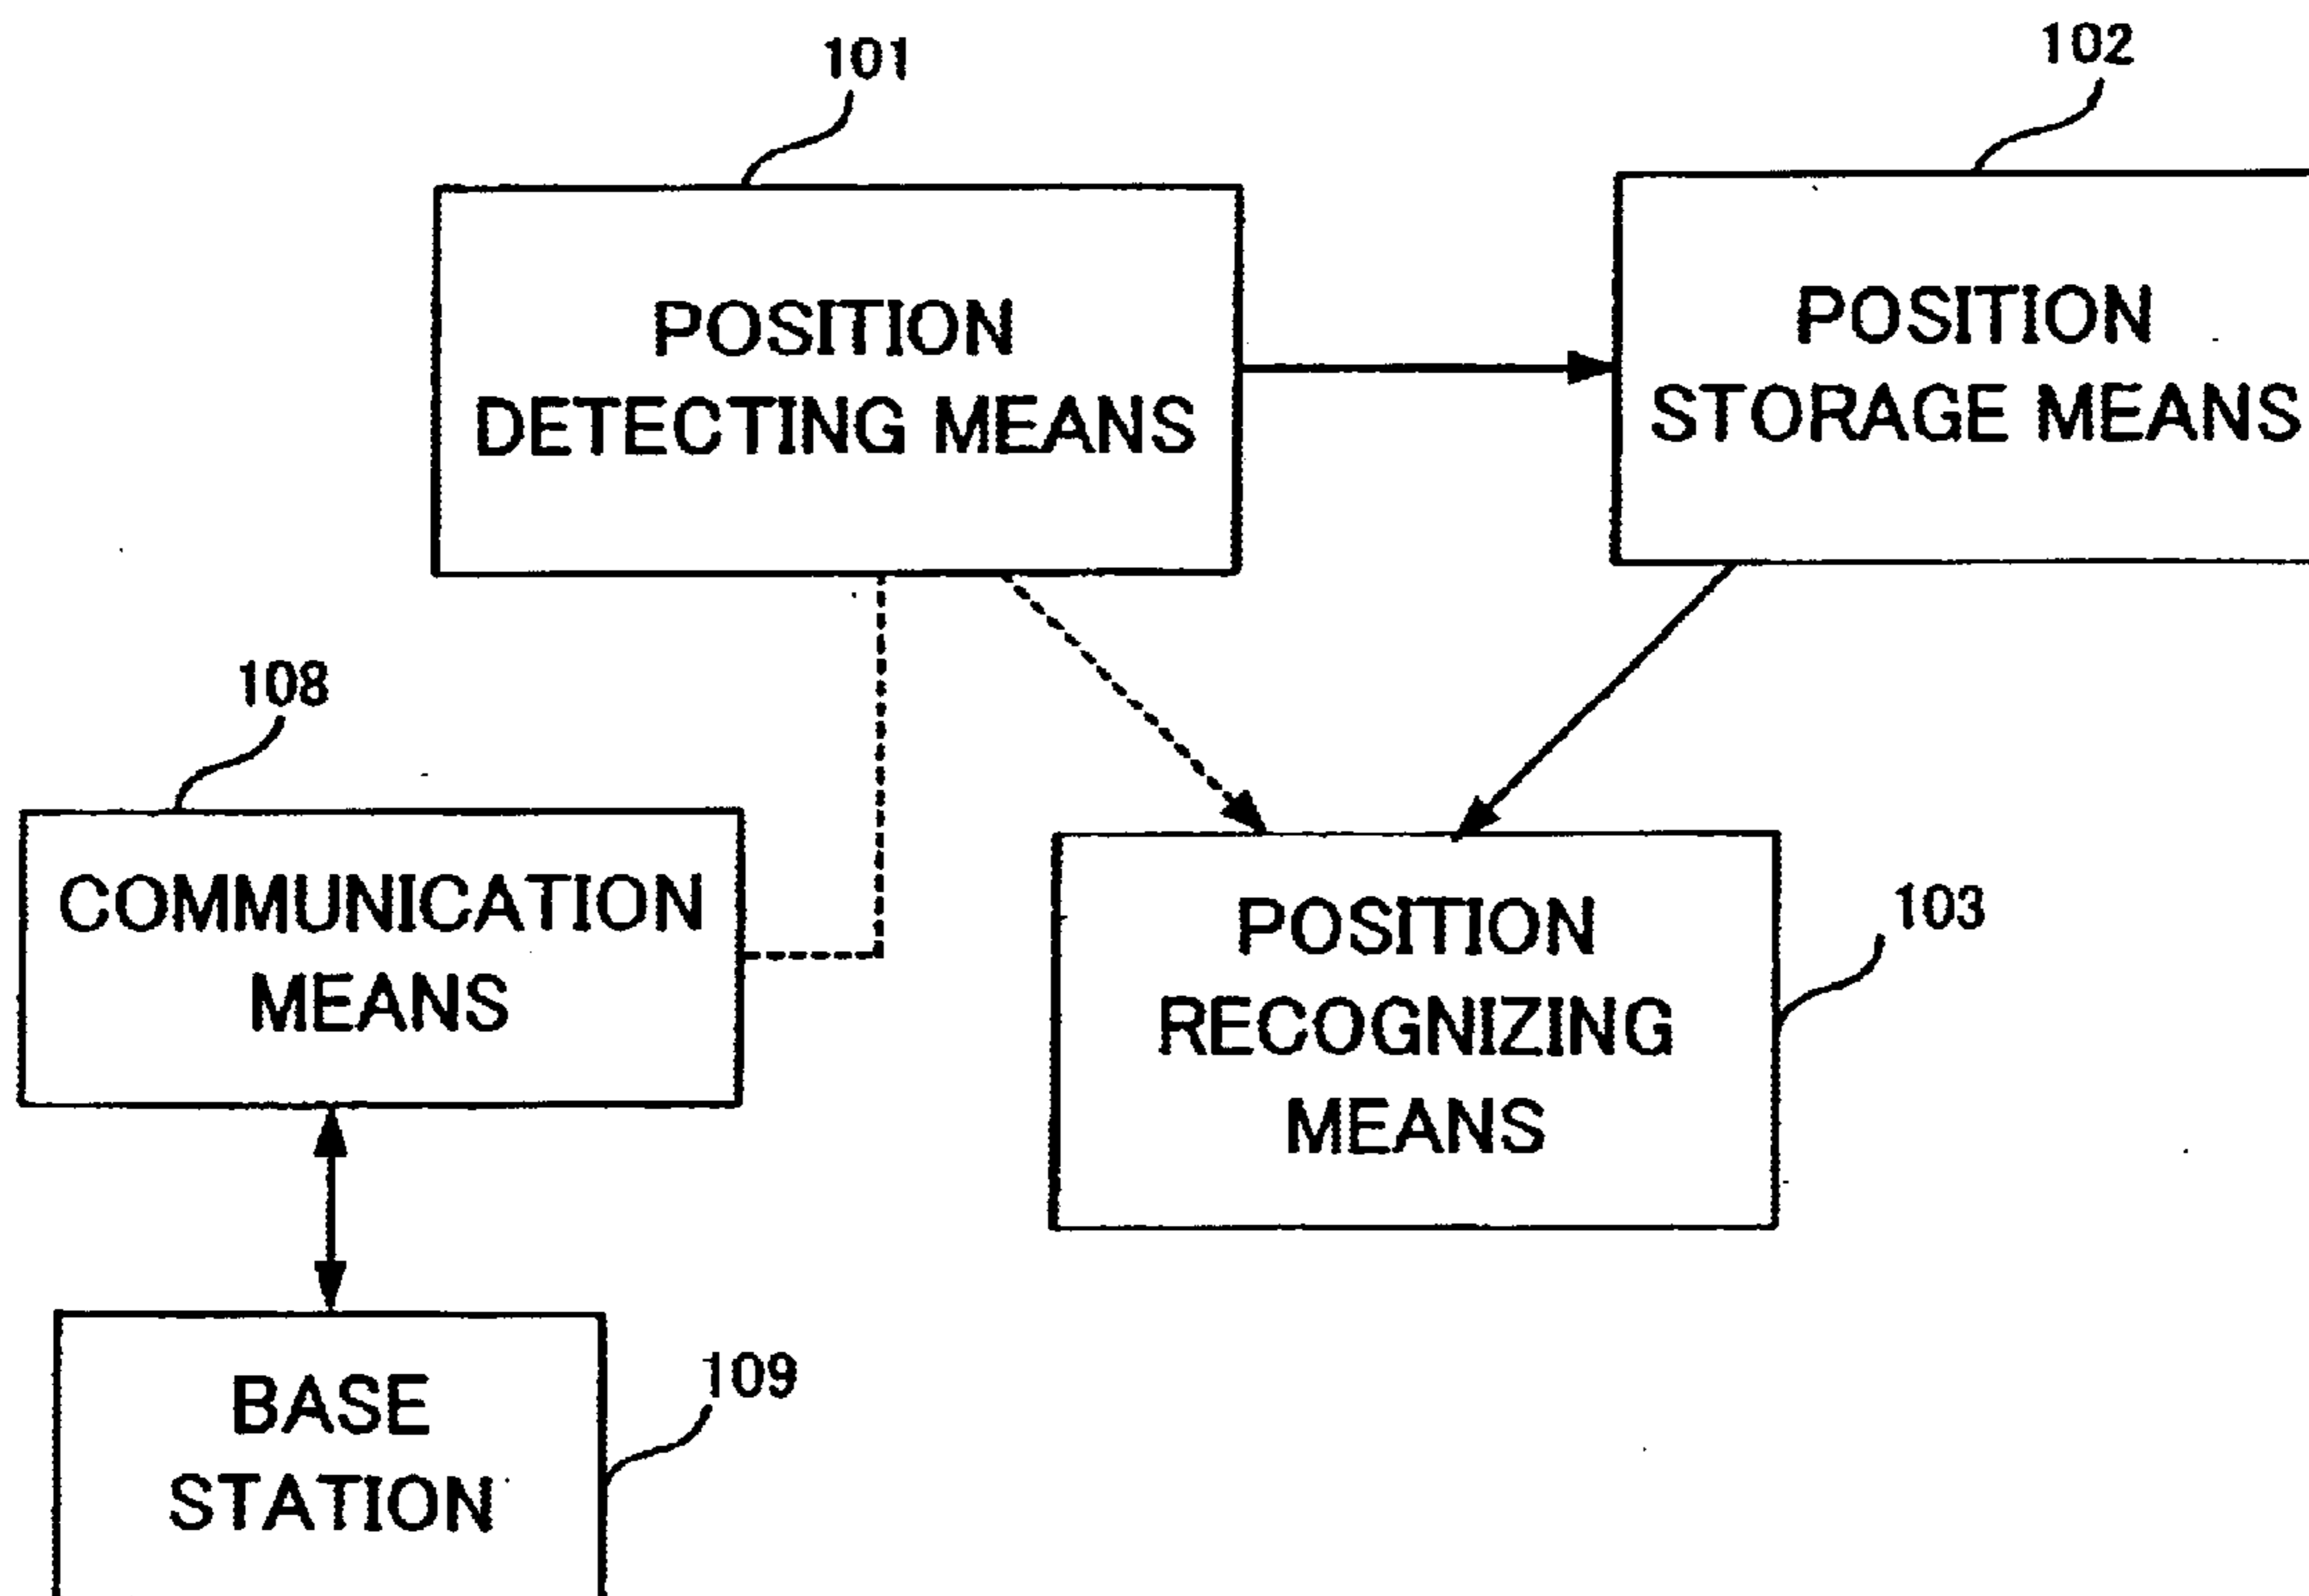 101
102
POSITION
DETECTING MEANS
POSITION
STORAGE MEANS
108
COMMUNICATION
MEANS
103
POSITION
RECOGNIZING
MEANS
109
BASE
STATION